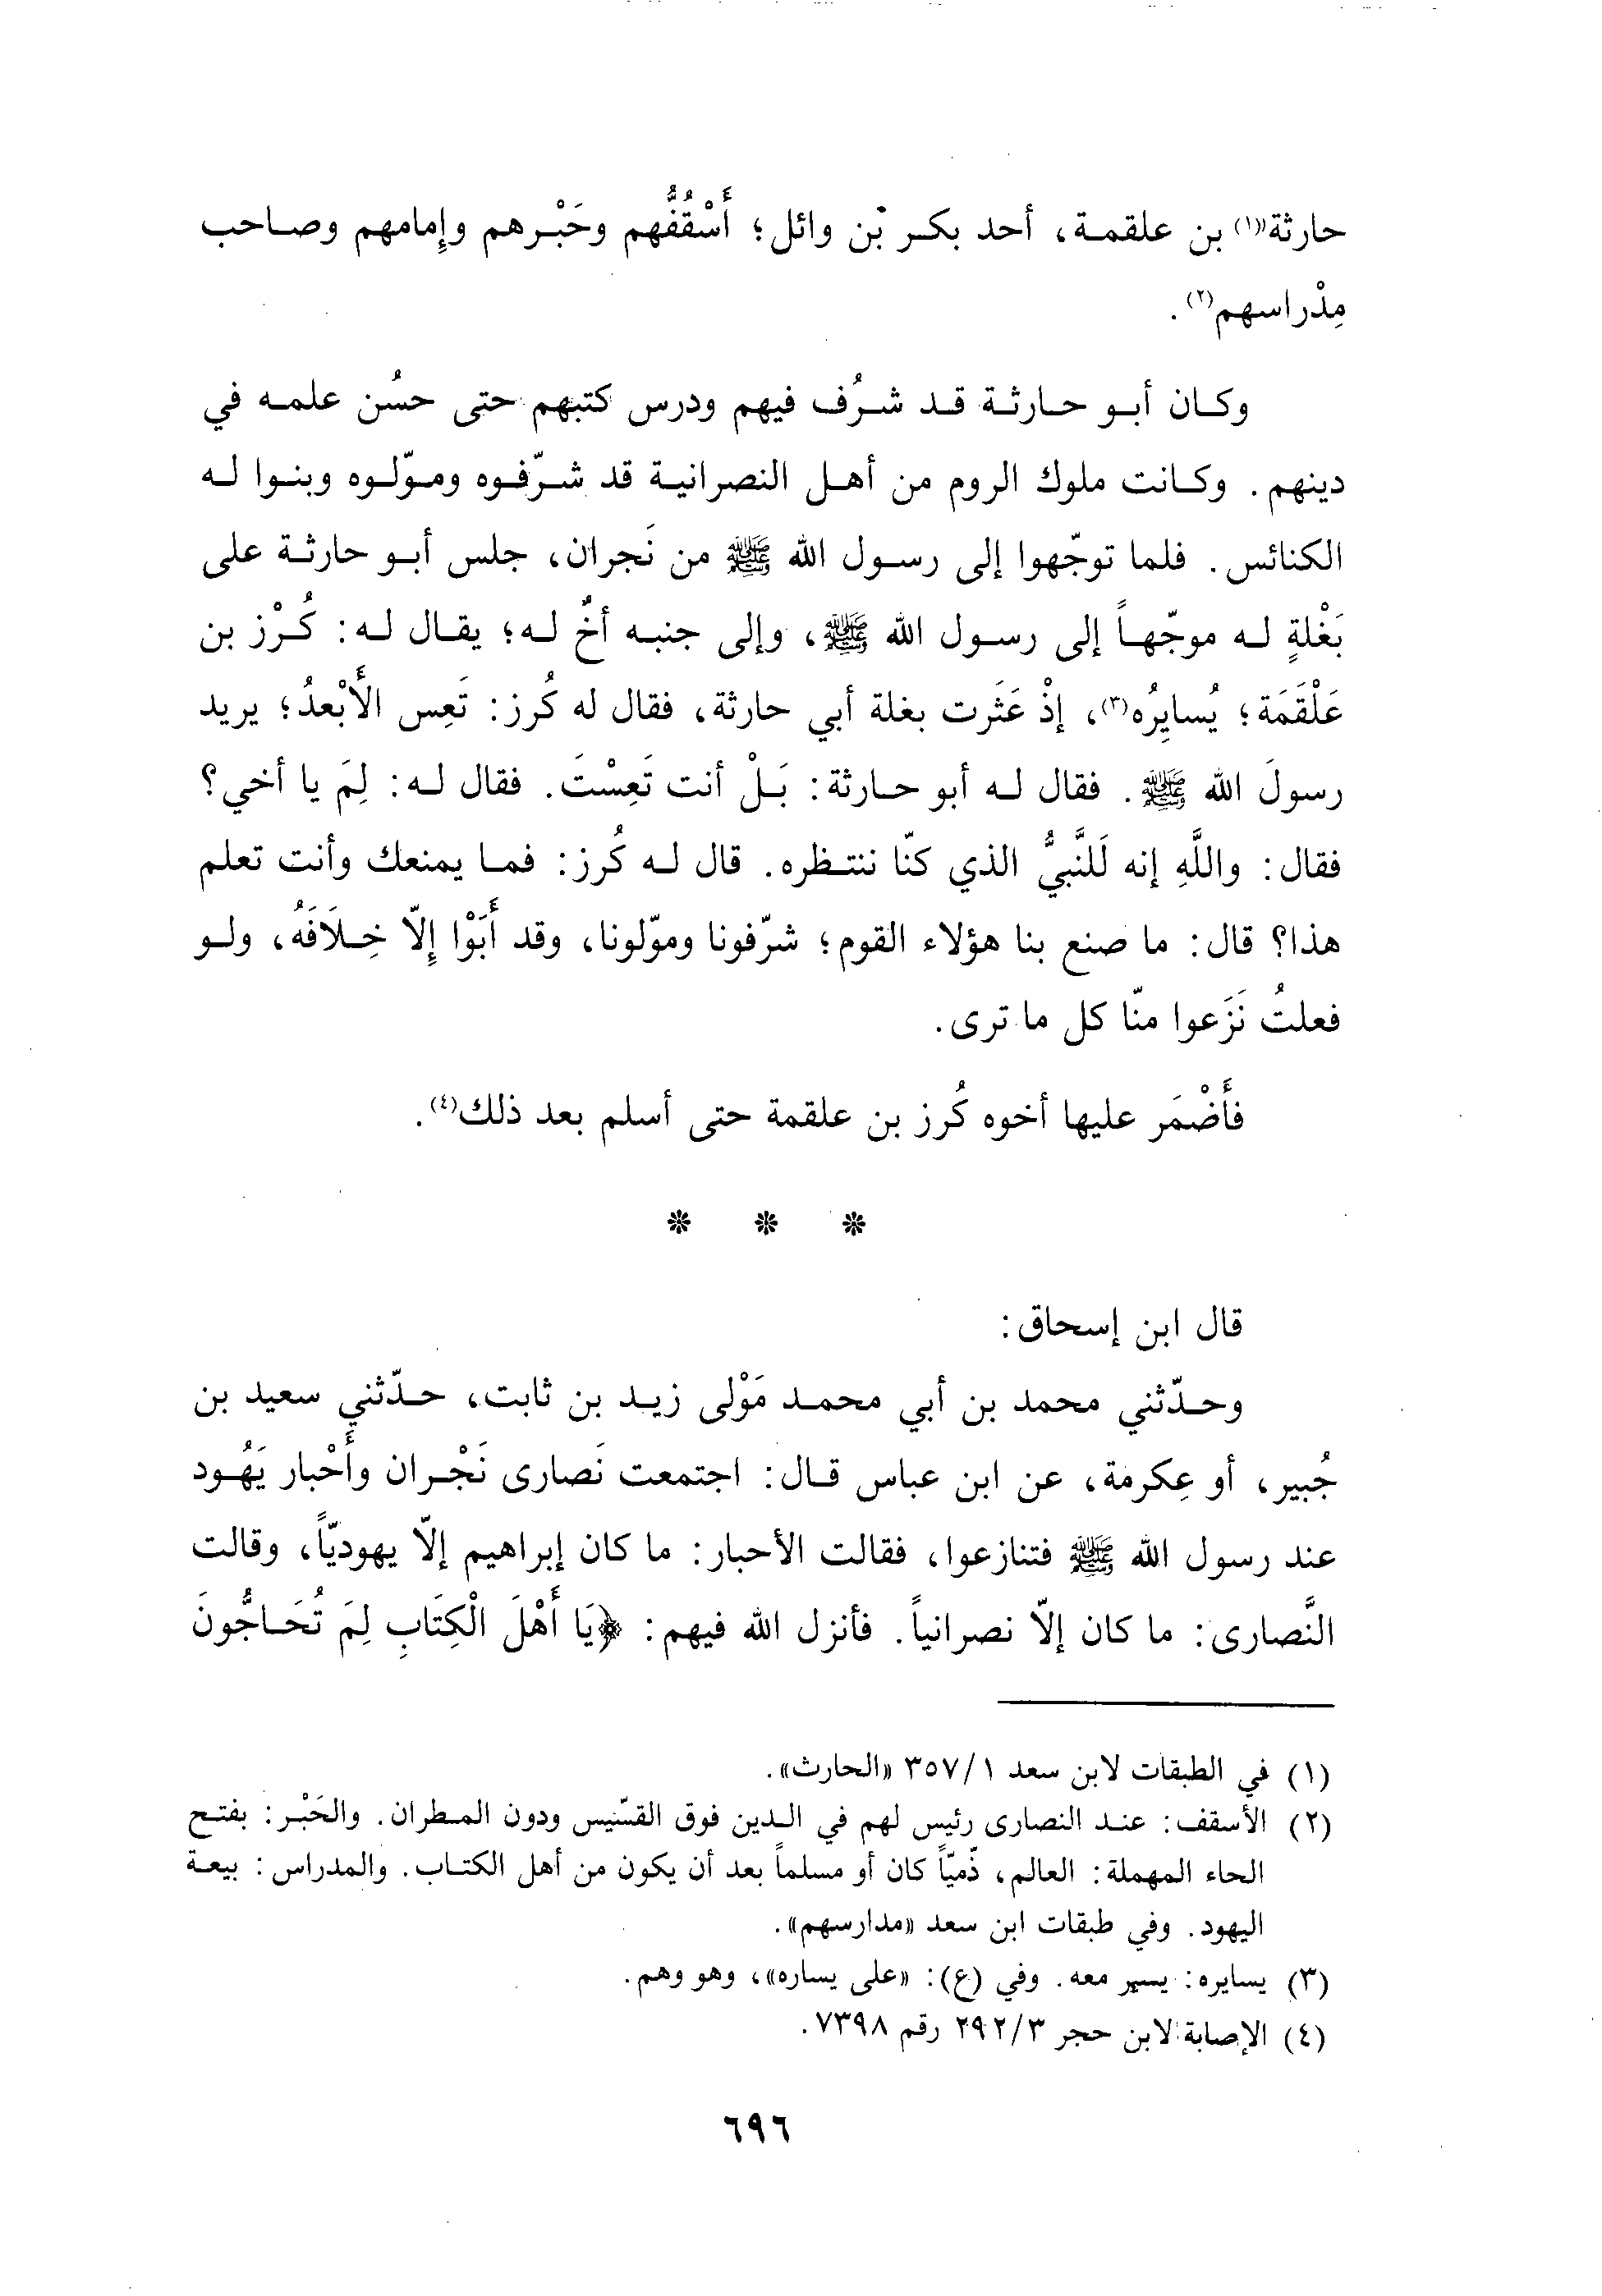 حارثة"(١) بن علقمة، أحد بكر بْن وائل؛ أَسْقُفُّهم وحَبْرهم وإِمامهم وصاحب
مِدْراسهم(٢).
وكان أبو حارثة قد شرُف فيهم ودرس كتبهم حتى حسُن علمه في
دينهم. وكانت ملوك الروم من أهل النصرانية قد شرّفوه وموّلوه وبنوا له
الكنائس. فلما توجّهوا إلى رسول الله ﷺ من نَجران، جلس أبو حارثة على
بَغْلةٍ له موجّهاً إلى رسول الله ﷺ، وإلى جنبه أخٌ له؛ يقال له: كُرْز بن
عَلْقَمَة؛ يُسايِرُه(٣)، إذْ عَثَرت بغلة أبي حارثة، فقال له كُرز: تَعِس الأَبْعدُ؛ يريد
رسولَ الله ﷺ. فقال له أبو حارثة: بَلْ أنت تَعِسْتَ. فقال له: لِمَ يا أخي؟
فقال: واللَّهِ إنه لَلنَّبيُّ الذي كنّا ننتظره. قال له كُرز: فما يمنعك وأنت تعلم
هذا؟ قال: ما صنع بنا هؤلاء القوم؛ شرّفونا وموّلونا، وقد أَبَوْا إِلّا خِلاَفَهُ، ولو
فعلتُ نَزَعوا منّا كل ما ترى.
فأَضْمَر عليها أخوه كُرز بن علقمة حتى أسلم بعد ذلك(٤).
* * *
قال ابن إسحاق:
وحدّثني محمد بن أبي محمد مَوْلى زيد بن ثابت، حدّثني سعيد بن
جُبير، أو عِكرمة، عن ابن عباس قال: اجتمعت نَصارى نَجْران وأَحْبار يَهُود
عند رسول الله ﷺ فتنازعوا، فقالت الأحبار: ما كان إبراهيم إلّا يهوديّاً، وقالت
النَّصارى: ما كان إلّا نصرانياً. فأنزل الله فيهم: ﴿يَا أَهْلَ الْكِتَابِ لِمَ تُحَاجُّونَ
(١) في الطبقات لابن سعد ٣٥٧/١ «الحارث».
(٢) الأسقف: عند النصارى رئيس لهم في الدين فوق القسّيس ودون المطران. والحَبْر: بفتح
الحاء المهملة: العالم، ذّميّاً كان أو مسلماً بعد أن يكون من أهل الكتاب. والمدراس: بيعة
اليهود. وفي طبقات ابن سعد «مدارسهم».
(٣) يسايره: يسير معه. وفي (ع): «على يساره»، وهو وهم.
(٤) الإصابة لابن حجر ٢٩٢/٣ رقم ٧٣٩٨.
٦٩٦